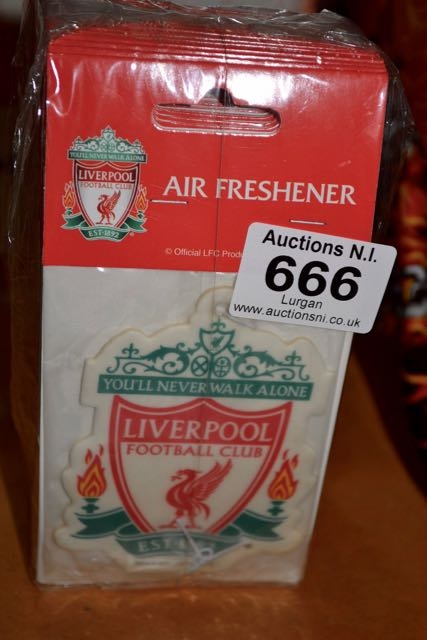 YOU'LL NEVER WALK ALONE
LIVERPOOL
FOOTBALL CLUB
EST·1892
AIR FRESHENER
© Official LFC Produ
Auctions N.I.
666
Lurgan
www.auctionsni.co.uk
YOU'LL NEVER WALK ALONE
LIVERPOOL
FOOTBALL CLUB